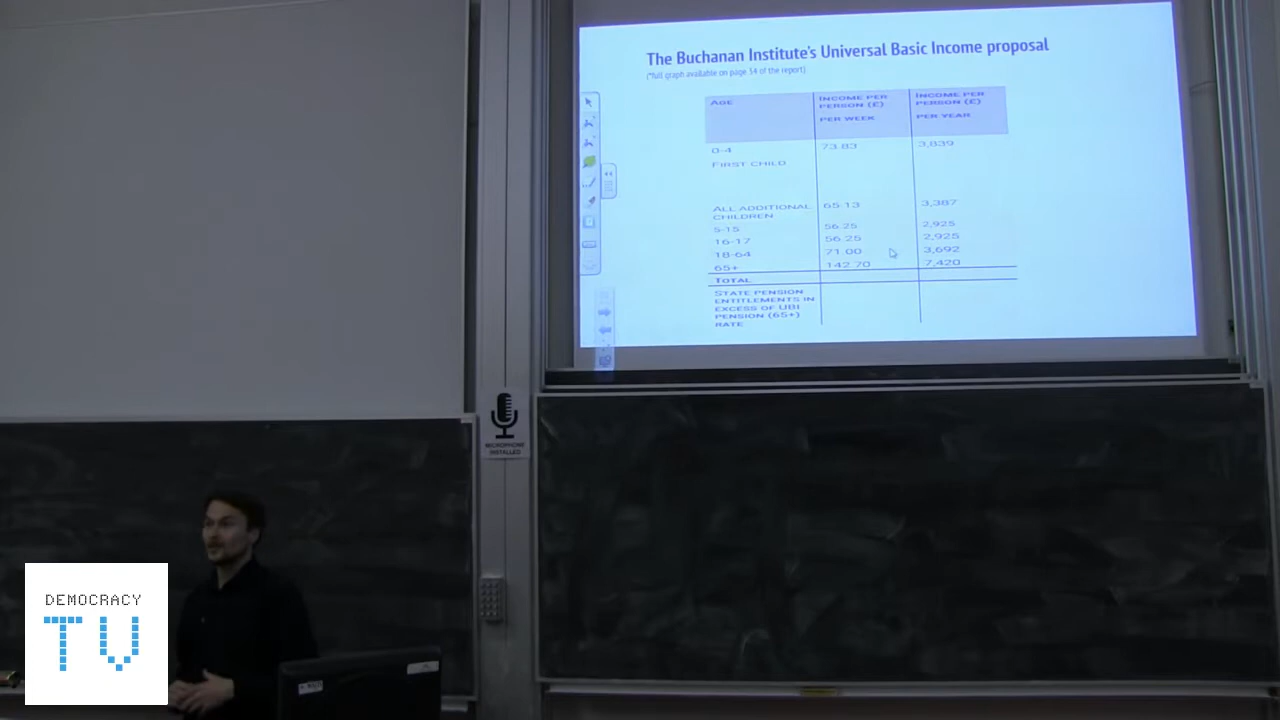 The Buchanan Institute's Universal Basic Income proposal
(*full graph available on page 34 of the report)
AGE INCOME PER INCOME PER
PERSON (£) PERSON (£)
PER WEEK PER YEAR
0-4 73.83 3,839
FIRST CHILD
ALL ADDITIONAL 65.13 3,387
CHILDREN
5-15 56.25 2,925
16-17 56.25 2,925
18-64 71.00 3,692
65+ 142.70 7,420
TOTAL
STATE PENSION
ENTITLEMENTS IN
EXCESS OF UBI
PENSION (65+)
RATE
MICROPHONE
INSTALLED
DEMOCRACY
TV